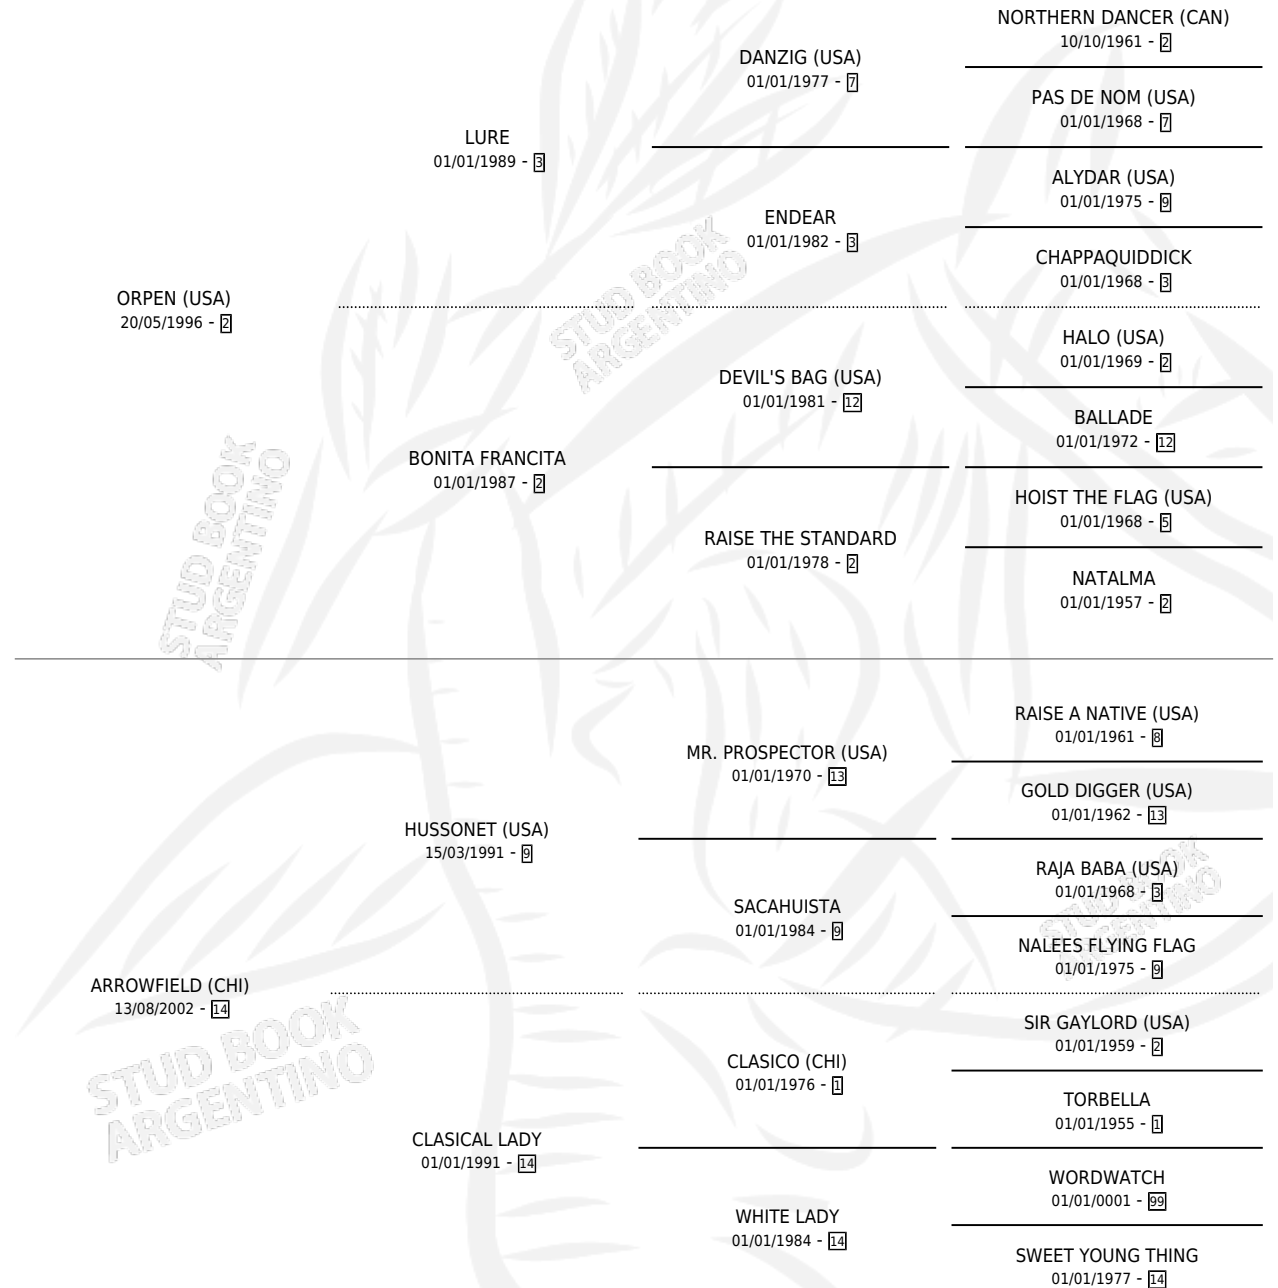 NORTHERN DANCER (CAN)
10/10/1961 - 2
DANZIG (USA)
01/01/1977 - 7
PAS DE NOM (USA)
01/01/1968 - 7
LURE
01/01/1989 - 3
ALYDAR (USA)
01/01/1975 - 9
ENDEAR
01/01/1982 - 3
CHAPPAQUIDDICK
01/01/1968 - 3
ORPEN (USA)
20/05/1996 - 2
HALO (USA)
01/01/1969 - 2
DEVIL'S BAG (USA)
01/01/1981 - 12
BALLADE
01/01/1972 - 12
BONITA FRANCITA
01/01/1987 - 2
HOIST THE FLAG (USA)
01/01/1968 - 5
RAISE THE STANDARD
01/01/1978 - 2
NATALMA
01/01/1957 - 2
RAISE A NATIVE (USA)
01/01/1961 - 8
MR. PROSPECTOR (USA)
01/01/1970 - 13
GOLD DIGGER (USA)
01/01/1962 - 13
HUSSONET (USA)
15/03/1991 - 9
RAJA BABA (USA)
01/01/1968 - 3
SACAHUISTA
01/01/1984 - 9
NALEES FLYING FLAG
01/01/1975 - 9
ARROWFIELD (CHI)
13/08/2002 - 14
SIR GAYLORD (USA)
01/01/1959 - 2
CLASICO (CHI)
01/01/1976 - 1
TORBELLA
01/01/1955 - 1
CLASICAL LADY
01/01/1991 - 14
WORDWATCH
01/01/0001 - 99
WHITE LADY
01/01/1984 - 14
SWEET YOUNG THING
01/01/1977 - 14
STUD BOOK
ARGENTINO
STUD BOOK
ARGENTINO
STUD BOOK
ARGENTINO
STUD BOOK
ARGENTINO